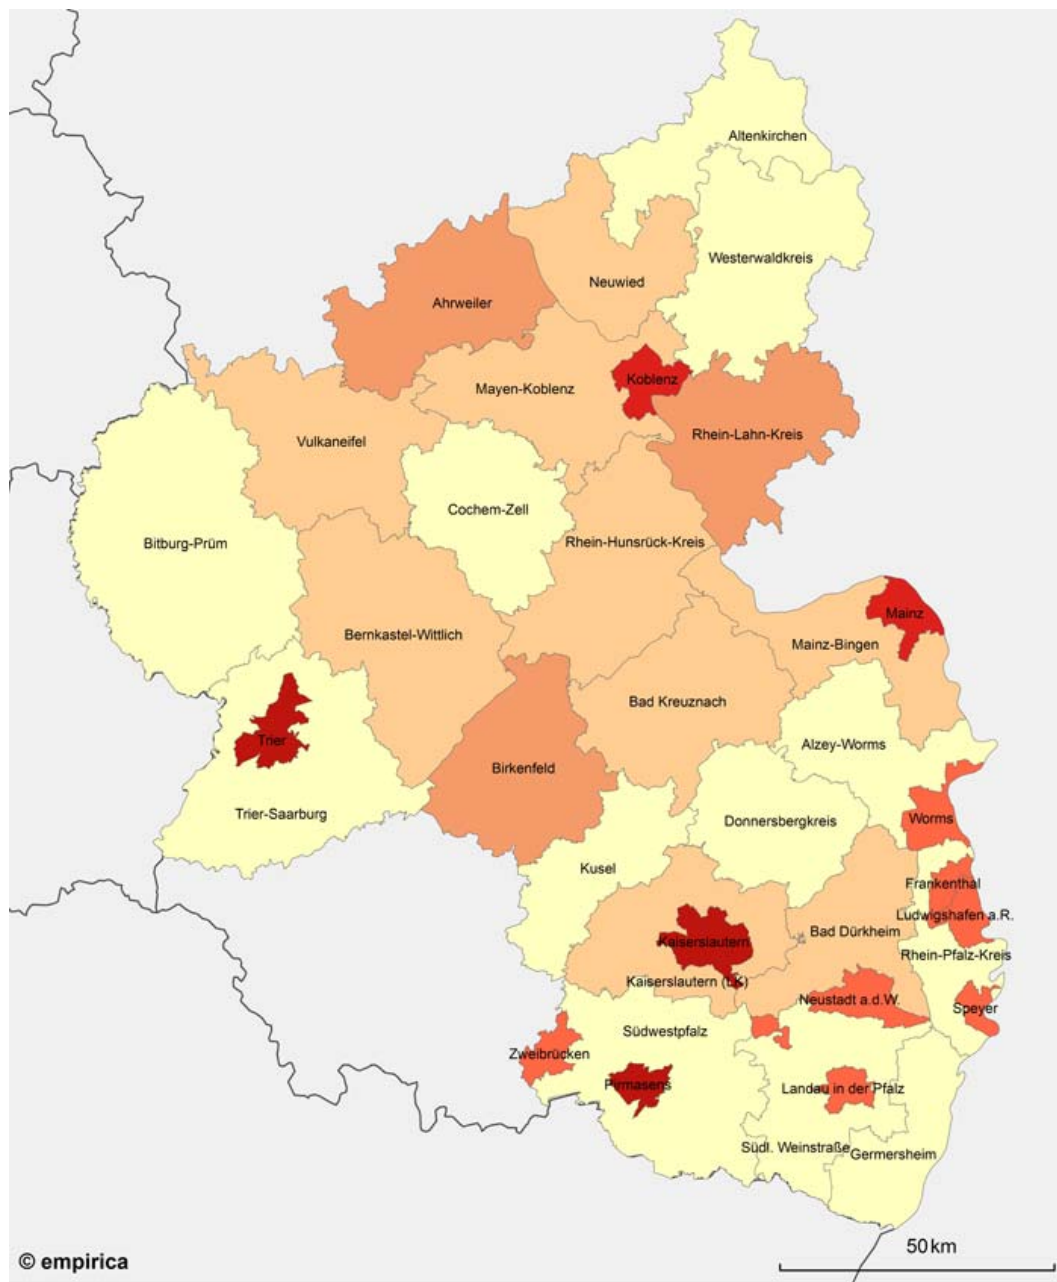 Altenkirchen
Westerwaldkreis
Neuwied
Ahrweiler
Koblenz
Mayen-Koblenz
Rhein-Lahn-Kreis
Vulkaneifel
Cochem-Zell
Rhein-Hunsrück-Kreis
Bitburg-Prüm
Mainz
Bernkastel-Wittlich
Mainz-Bingen
Bad Kreuznach
Trier
Alzey-Worms
Birkenfeld
Trier-Saarburg
Donnersbergkreis
Worms
Kusel
Frankenthal
Ludwigshafen a.R.
Bad Dürkheim
Kaiserslautern
Rhein-Pfalz-Kreis
Kaiserslautern (LK)
Neustadt a.d.W.
Speyer
Südwestpfalz
Zweibrücken
Pirmasens
Landau in der Pfalz
Südl. Weinstraße
Germersheim
50 km
© empirica